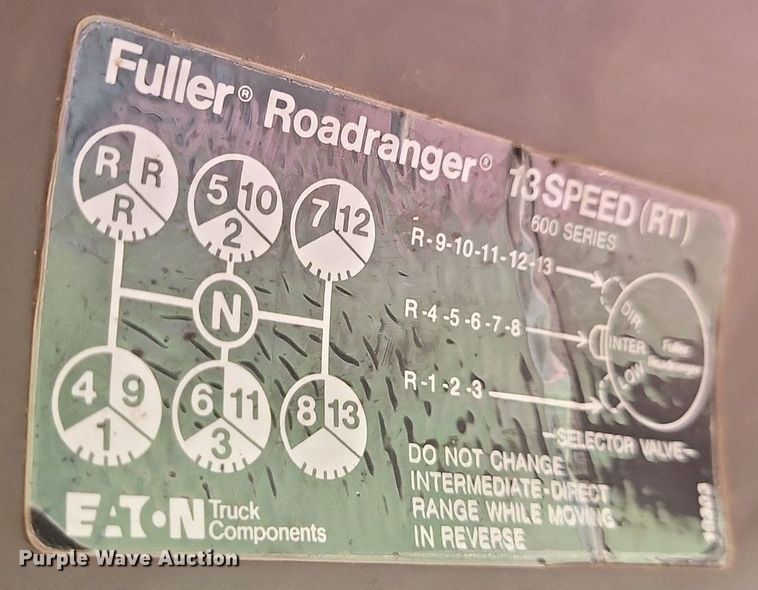 Fuller® Roadranger® 13 SPEED (RT)
600 SERIES
R R
R
5 10
2
7 12
N
4 9
1
6 11
3
8 13
R-9-10-11-12-13
R-4-5-6-7-8
R-1-2-3
DIR.
INTER.
LOW
Fuller
Roadranger
SELECTOR VALVE
DO NOT CHANGE
INTERMEDIATE-DIRECT
RANGE WHILE MOVING
IN REVERSE
EATON Truck
Components
Purple Wave Auction